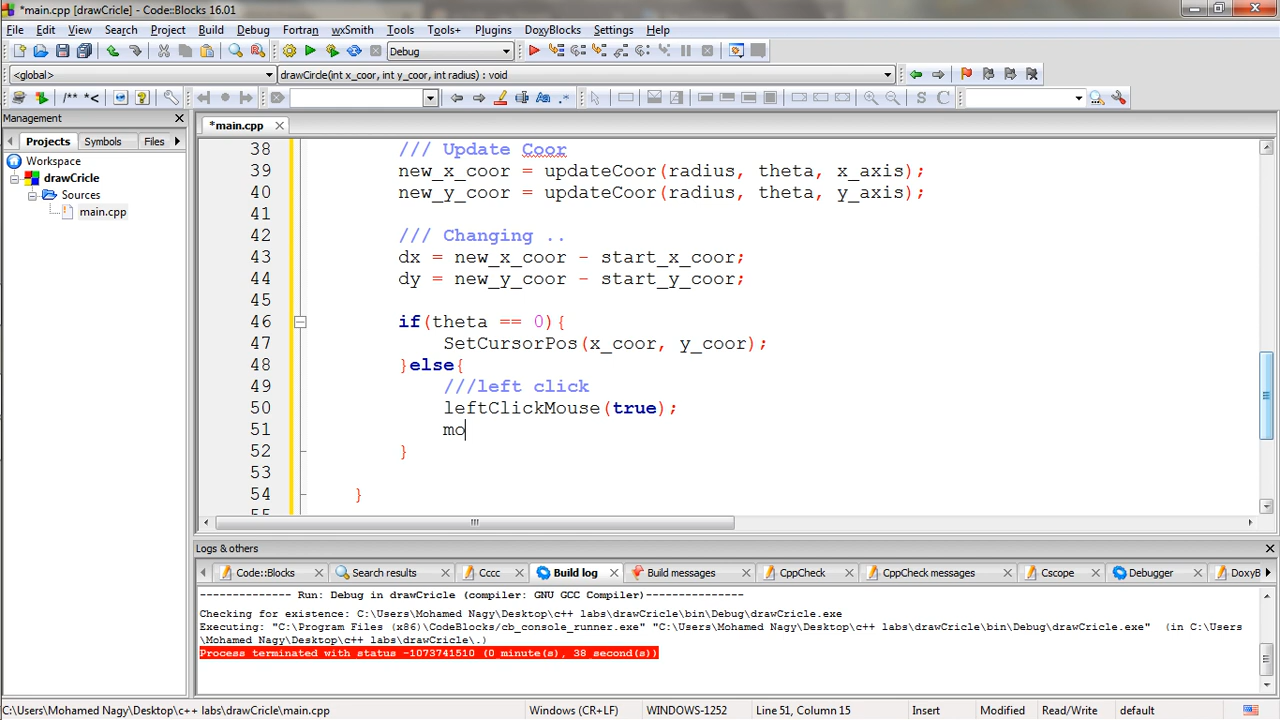 *main.cpp [drawCricle] - Code::Blocks 16.01
File Edit View Search Project Build Debug Fortran wxSmith Tools Tools+ Plugins DoxyBlocks Settings Help
Debug
<global> drawCircle(int x_coor, int y_coor, int radius) : void
/** *<
Management
*main.cpp
Projects Symbols Files
Workspace
drawCricle
Sources
main.cpp
38 /// Update Coor
39 new_x_coor = updateCoor(radius, theta, x_axis);
40 new_y_coor = updateCoor(radius, theta, y_axis);
41
42 /// Changing ..
43 dx = new_x_coor - start_x_coor;
44 dy = new_y_coor - start_y_coor;
45
46 if(theta == 0){
47 SetCursorPos(x_coor, y_coor);
48 }else{
49 ///left click
50 leftClickMouse(true);
51 mo
52 }
53
54 }
55
Logs & others
Code::Blocks Search results Cccc Build log Build messages CppCheck CppCheck messages Cscope Debugger DoxyB
-------------- Run: Debug in drawCricle (compiler: GNU GCC Compiler)---------------
Checking for existence: C:\Users\Mohamed Nagy\Desktop\c++ labs\drawCricle\bin\Debug\drawCricle.exe
Executing: "C:\Program Files (x86)\CodeBlocks/cb_console_runner.exe" "C:\Users\Mohamed Nagy\Desktop\c++ labs\drawCricle\bin\Debug\drawCricle.exe"  (in C:\Users
\Mohamed Nagy\Desktop\c++ labs\drawCricle\.)
Process terminated with status -1073741510 (0 minute(s), 38 second(s))
C:\Users\Mohamed Nagy\Desktop\c++ labs\drawCricle\main.cpp Windows (CR+LF) WINDOWS-1252 Line 51, Column 15 Insert Modified Read/Write default